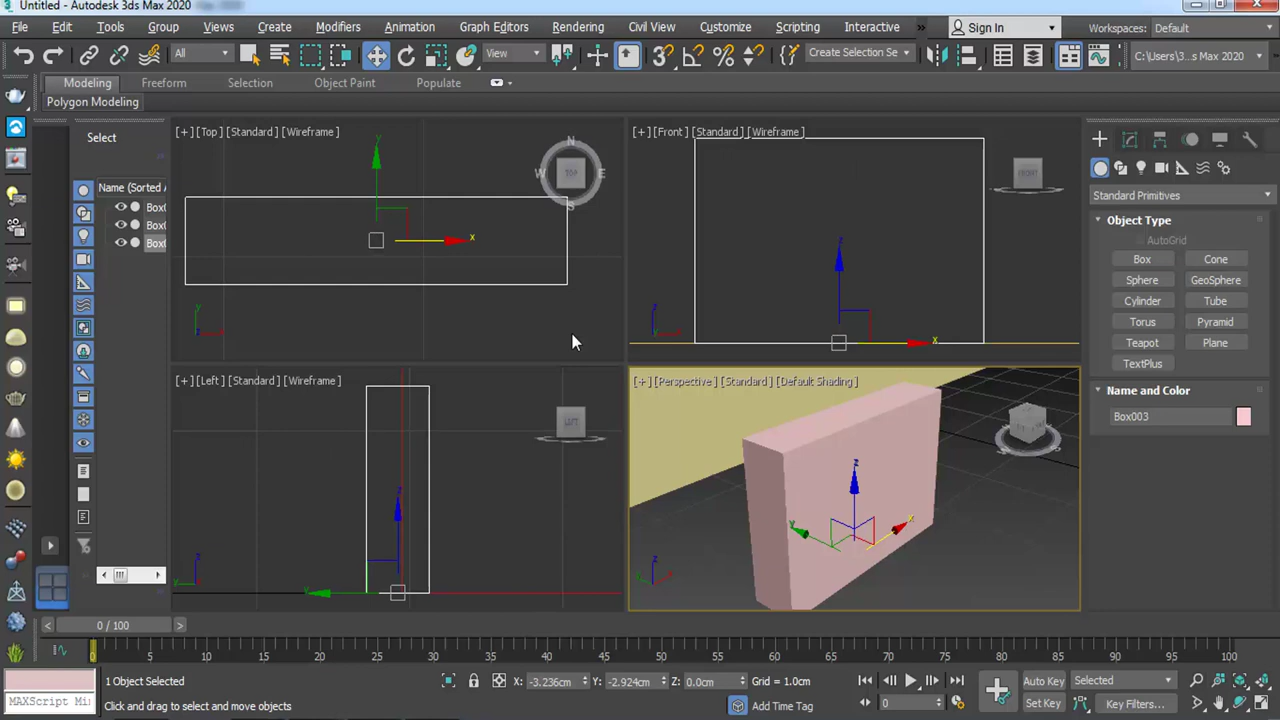 Untitled - Autodesk 3ds Max 2020
File Edit Tools Group Views Create Modifiers Animation Graph Editors Rendering Civil View Customize Scripting Interactive » Sign In Workspaces: Default
All View Create Selection Se C:\Users\3...s Max 2020
Modeling Freeform Selection Object Paint Populate
Polygon Modeling
Select
Name (Sorted A
Box0
Box0
Box0
[+] [Top] [Standard] [Wireframe]
N
W TOP E
S
y
x
y
z
[+] [Front] [Standard] [Wireframe]
FRONT
z
x
z
[+] [Left] [Standard] [Wireframe]
LEFT
z
y
z
y
[+] [Perspective] [Standard] [Default Shading]
z
y
x
z
Standard Primitives
Object Type
AutoGrid
Box Cone
Sphere GeoSphere
Cylinder Tube
Torus Pyramid
Teapot Plane
TextPlus
Name and Color
Box003
< 0 / 100 >
0 5 10 15 20 25 30 35 40 45 50 55 60 65 70 75 80 85 90 95 100
1 Object Selected X: -3.236cm Y: -2.924cm Z: 0.0cm Grid = 1.0cm Auto Key Selected
MAXScript Mi Click and drag to select and move objects Add Time Tag 0 Set Key Key Filters...